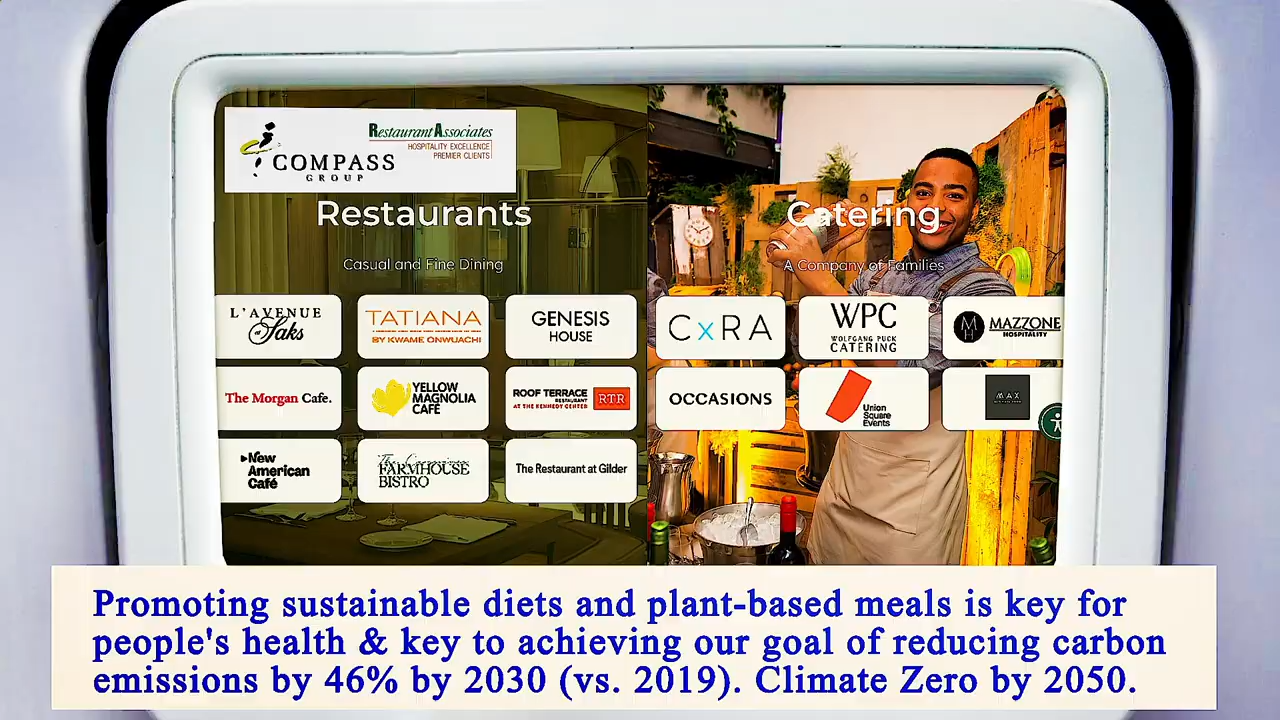 COMPASS
GROUP
Restaurant Associates
HOSPITALITY EXCELLENCE
PREMIER CLIENTS
Restaurants
Casual and Fine Dining
L'AVENUE
Saks
TATIANA
BY KWAME ONWUACHI
GENESIS
HOUSE
The Morgan Cafe.
YELLOW
MAGNOLIA
CAFÉ
ROOF TERRACE
RESTAURANT
AT THE KENNEDY CENTER
RTR
New
American
Café
FARMHOUSE
BISTRO
The Restaurant at Gilder
Catering
A Company of Families
CxRA
WPC
WOLFGANG PUCK
CATERING
MH
MAZZONE
HOSPITALITY
OCCASIONS
Union
Square
Events
MAX
Promoting sustainable diets and plant-based meals is key for
people's health & key to achieving our goal of reducing carbon
emissions by 46% by 2030 (vs. 2019). Climate Zero by 2050.